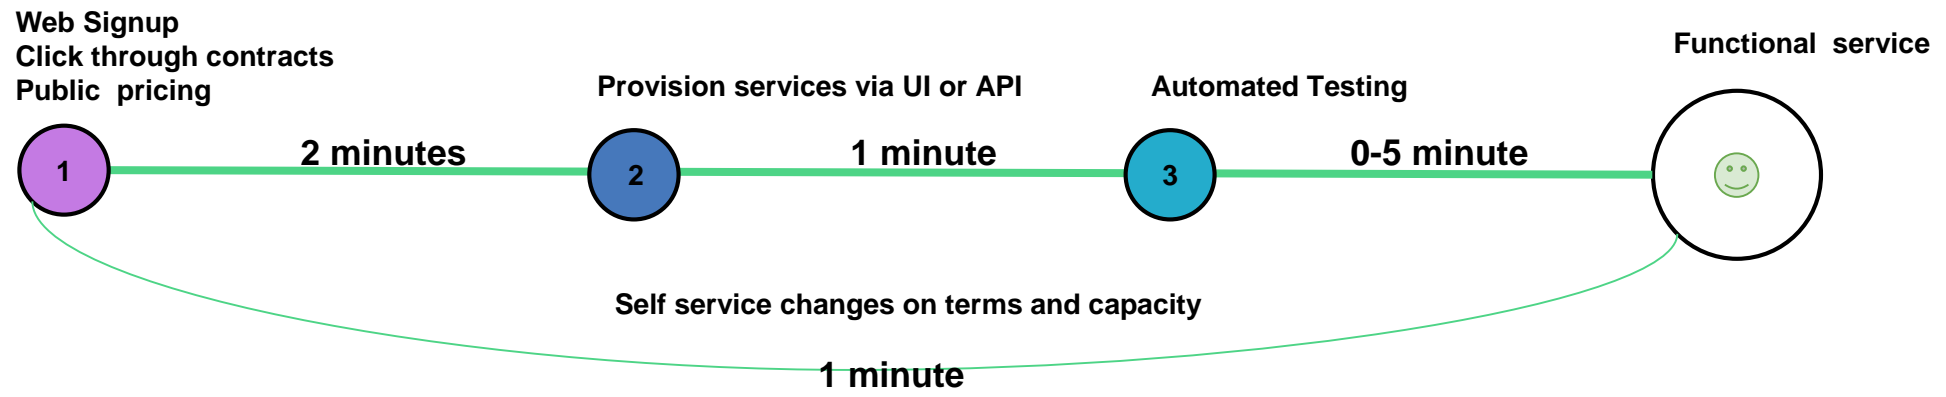 Web Signup
Click through contracts
Public pricing
Provision services via UI or API
Automated Testing
Functional service
1
2 minutes
2
1 minute
3
0-5 minute
Self service changes on terms and capacity
1 minute